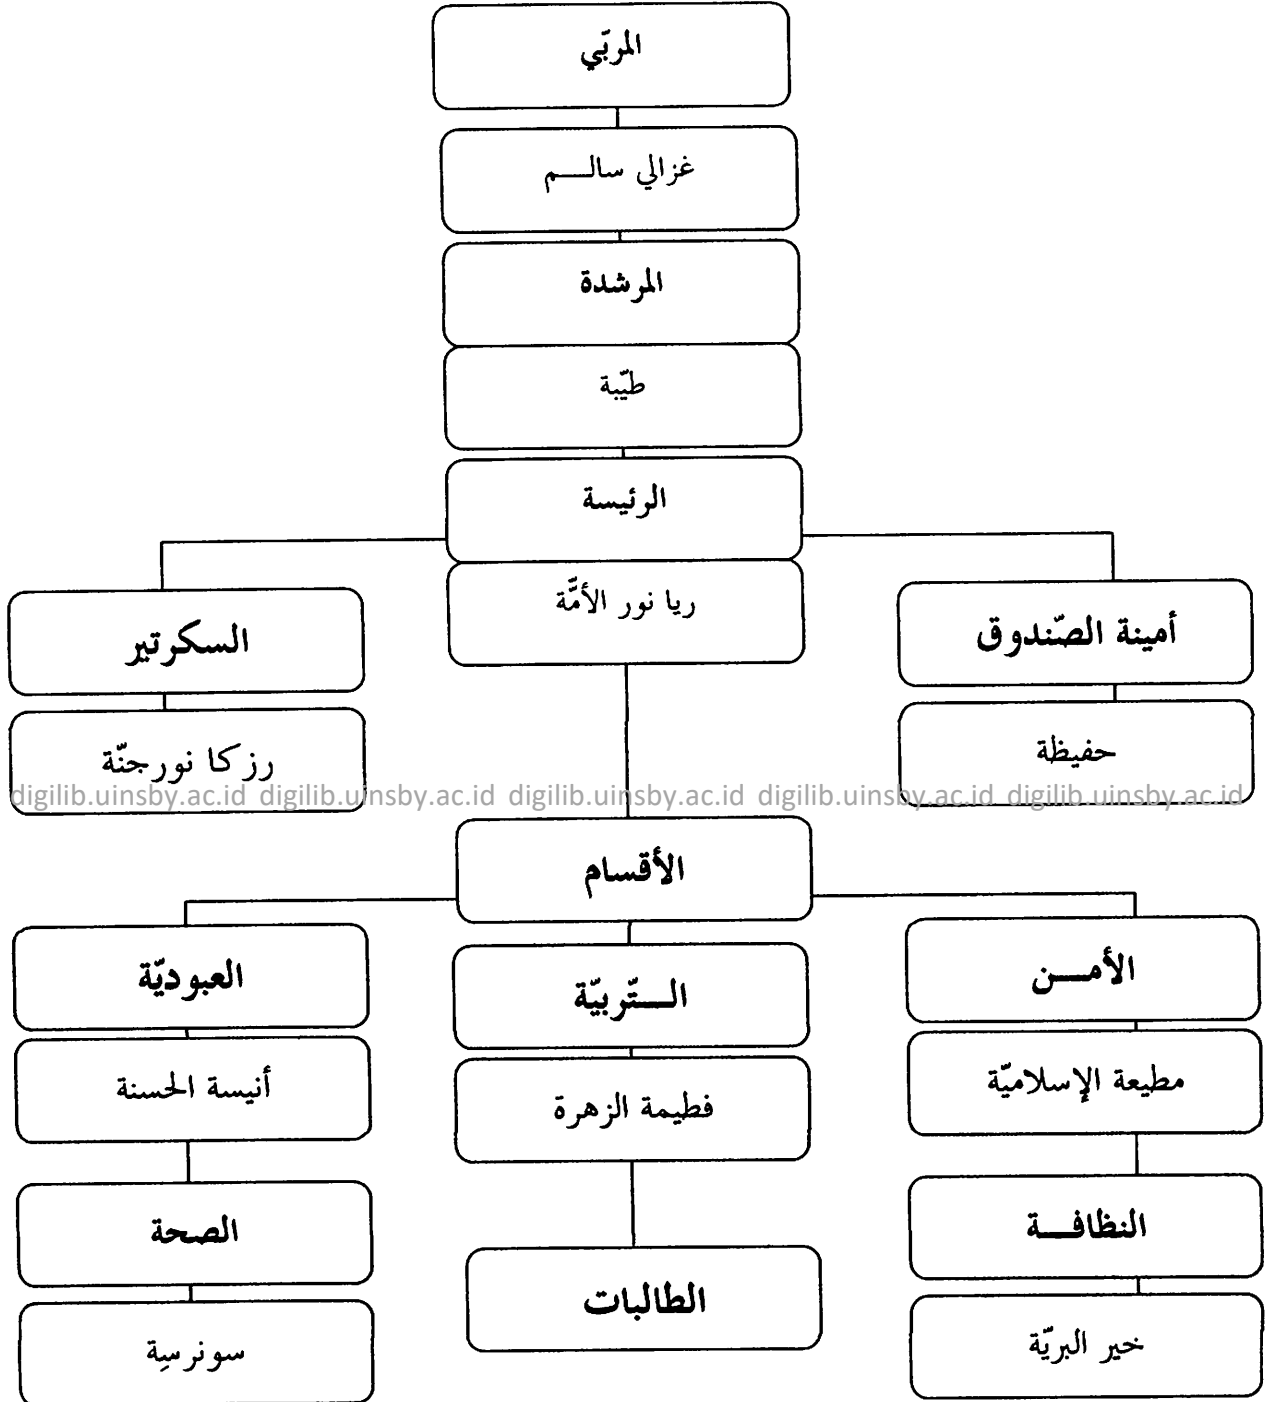 المربّي
غزالي سالـــم
المرشدة
طيّبة
الرئيسة
ريا نور الأمَّة
أمينة الصّندوق
السكرتير
حفيظة
رزكا نورجنّة
digilib.uinsby.ac.id digilib.uinsby.ac.id digilib.uinsby.ac.id digilib.uinsby.ac.id digilib.uinsby.ac.id
الأقسام
الأمـــن
الـــتّربيّة
العبوديّة
مطيعة الإسلاميّة
فطيمة الزهرة
أنيسة الحسنة
النظافـــة
الطالبات
الصحة
خير البريّة
سونرسِية